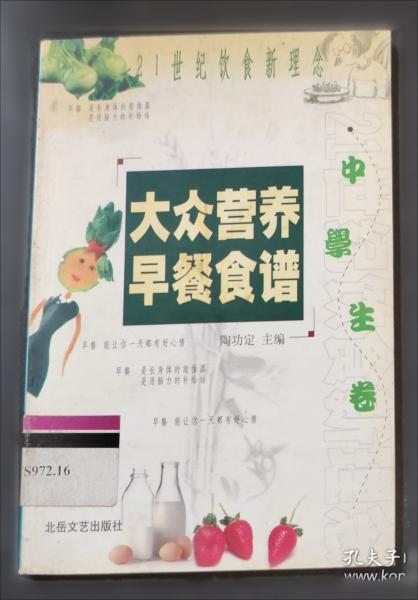 21世纪饮食新理念
早餐 是长身体的助推器
是用脑力的补给站
中學生卷
大众营养
早餐食谱
陶功定 主编
早餐 能让你一天都有好心情
早餐 是长身体的助推器
是用脑力的补给站
早餐 能让你一天都有好心情
S972.16
北岳文艺出版社
孔夫子
www.kon